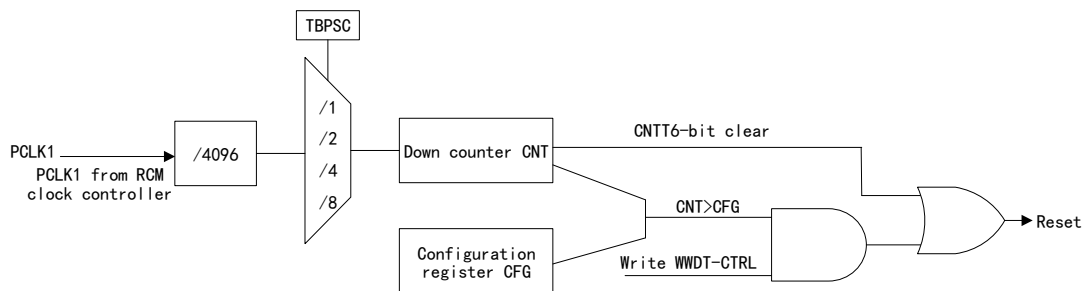 TBPSC
/1
/2
/4
/8
PCLK1
PCLK1 from RCM
clock controller
/4096
Down counter CNT
CNTT6-bit clear
CNT>CFG
Configuration
register CFG
Write WWDT-CTRL
Reset